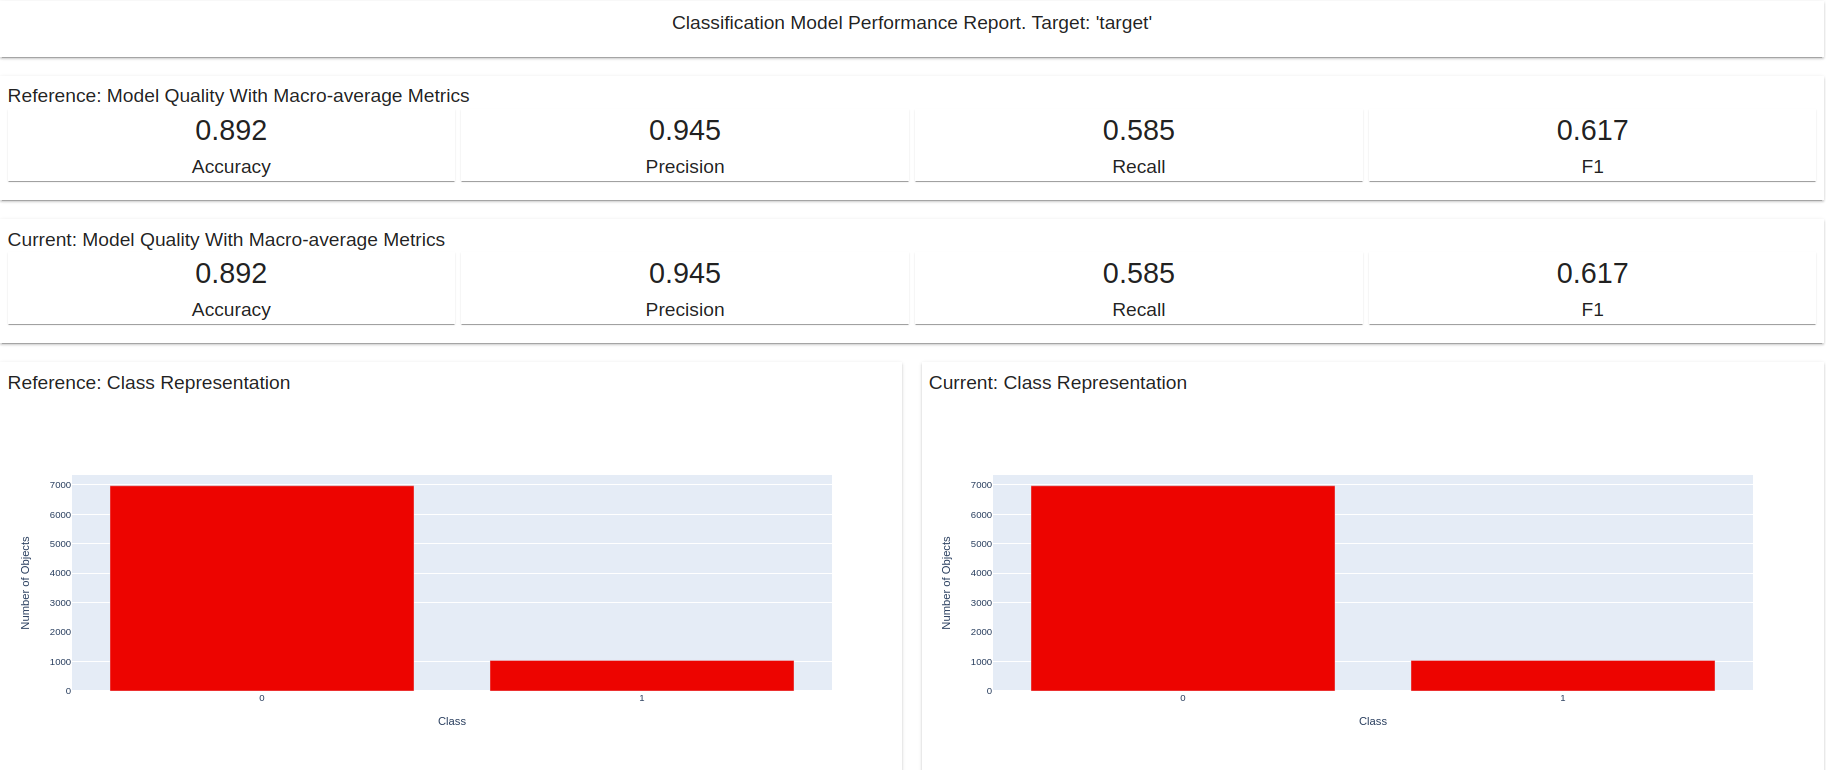 Classification Model Performance Report. Target: 'target'
Reference: Model Quality With Macro-average Metrics
0.892 0.945 0.585 0.617
Accuracy Precision Recall F1
Current: Model Quality With Macro-average Metrics
0.892 0.945 0.585 0.617
Accuracy Precision Recall F1
Reference: Class Representation
7000
6000
5000
4000
3000
2000
1000
0
Number of Objects
0 1
Class
Current: Class Representation
7000
6000
5000
4000
3000
2000
1000
0
Number of Objects
0 1
Class